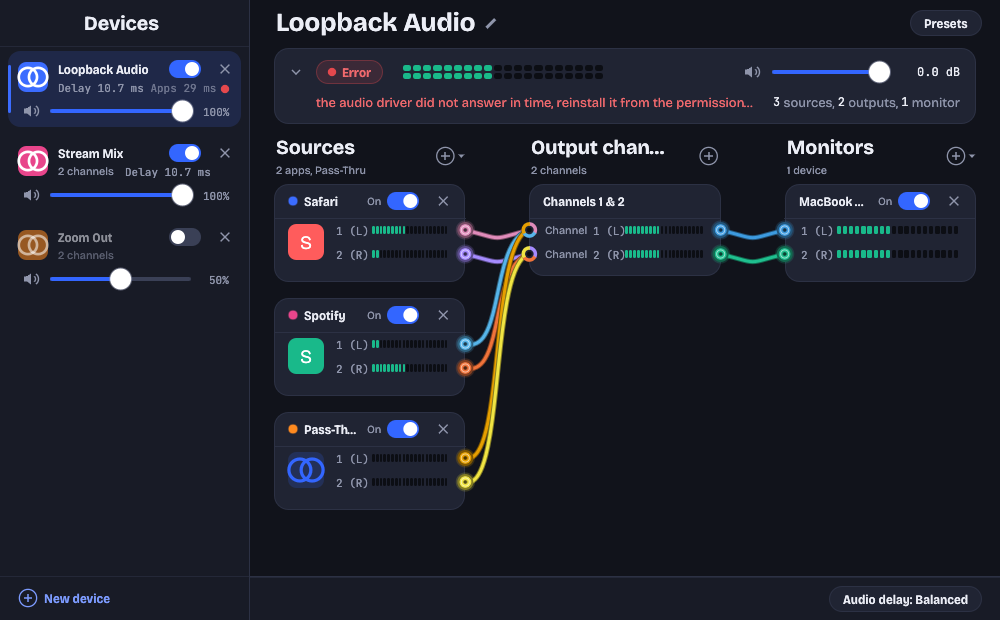 Devices
Loopback Audio
Delay 10.7 ms Apps 29 ms
100%
Stream Mix
2 channels Delay 10.7 ms
100%
Zoom Out
2 channels
50%
New device
Loopback Audio
Presets
Error
0.0 dB
the audio driver did not answer in time, reinstall it from the permission...
3 sources, 2 outputs, 1 monitor
Sources
2 apps, Pass-Thru
Safari On
S
1 (L)
2 (R)
Spotify On
S
1 (L)
2 (R)
Pass-Th... On
1 (L)
2 (R)
Output chan...
2 channels
Channels 1 & 2
Channel 1 (L)
Channel 2 (R)
Monitors
1 device
MacBook ... On
1 (L)
2 (R)
Audio delay: Balanced